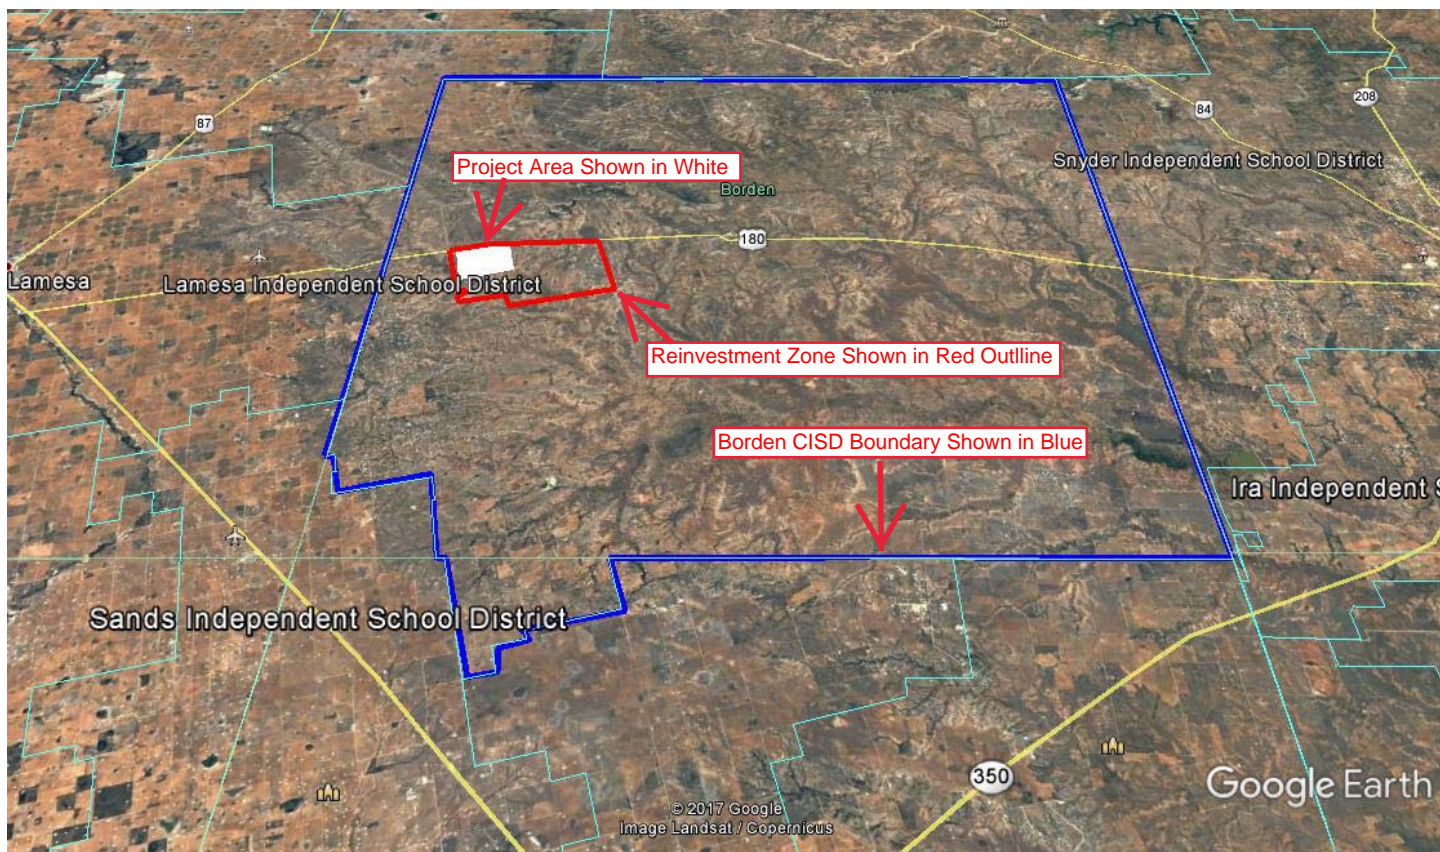 208
84
87
Project Area Shown in White
Snyder Independent School District
Borden
180
Lamesa
Lamesa Independent School District
Reinvestment Zone Shown in Red Outlline
Borden CISD Boundary Shown in Blue
Ira Independent S
Sands Independent School District
350
Google Earth
© 2017 Google
Image Landsat / Copernicus